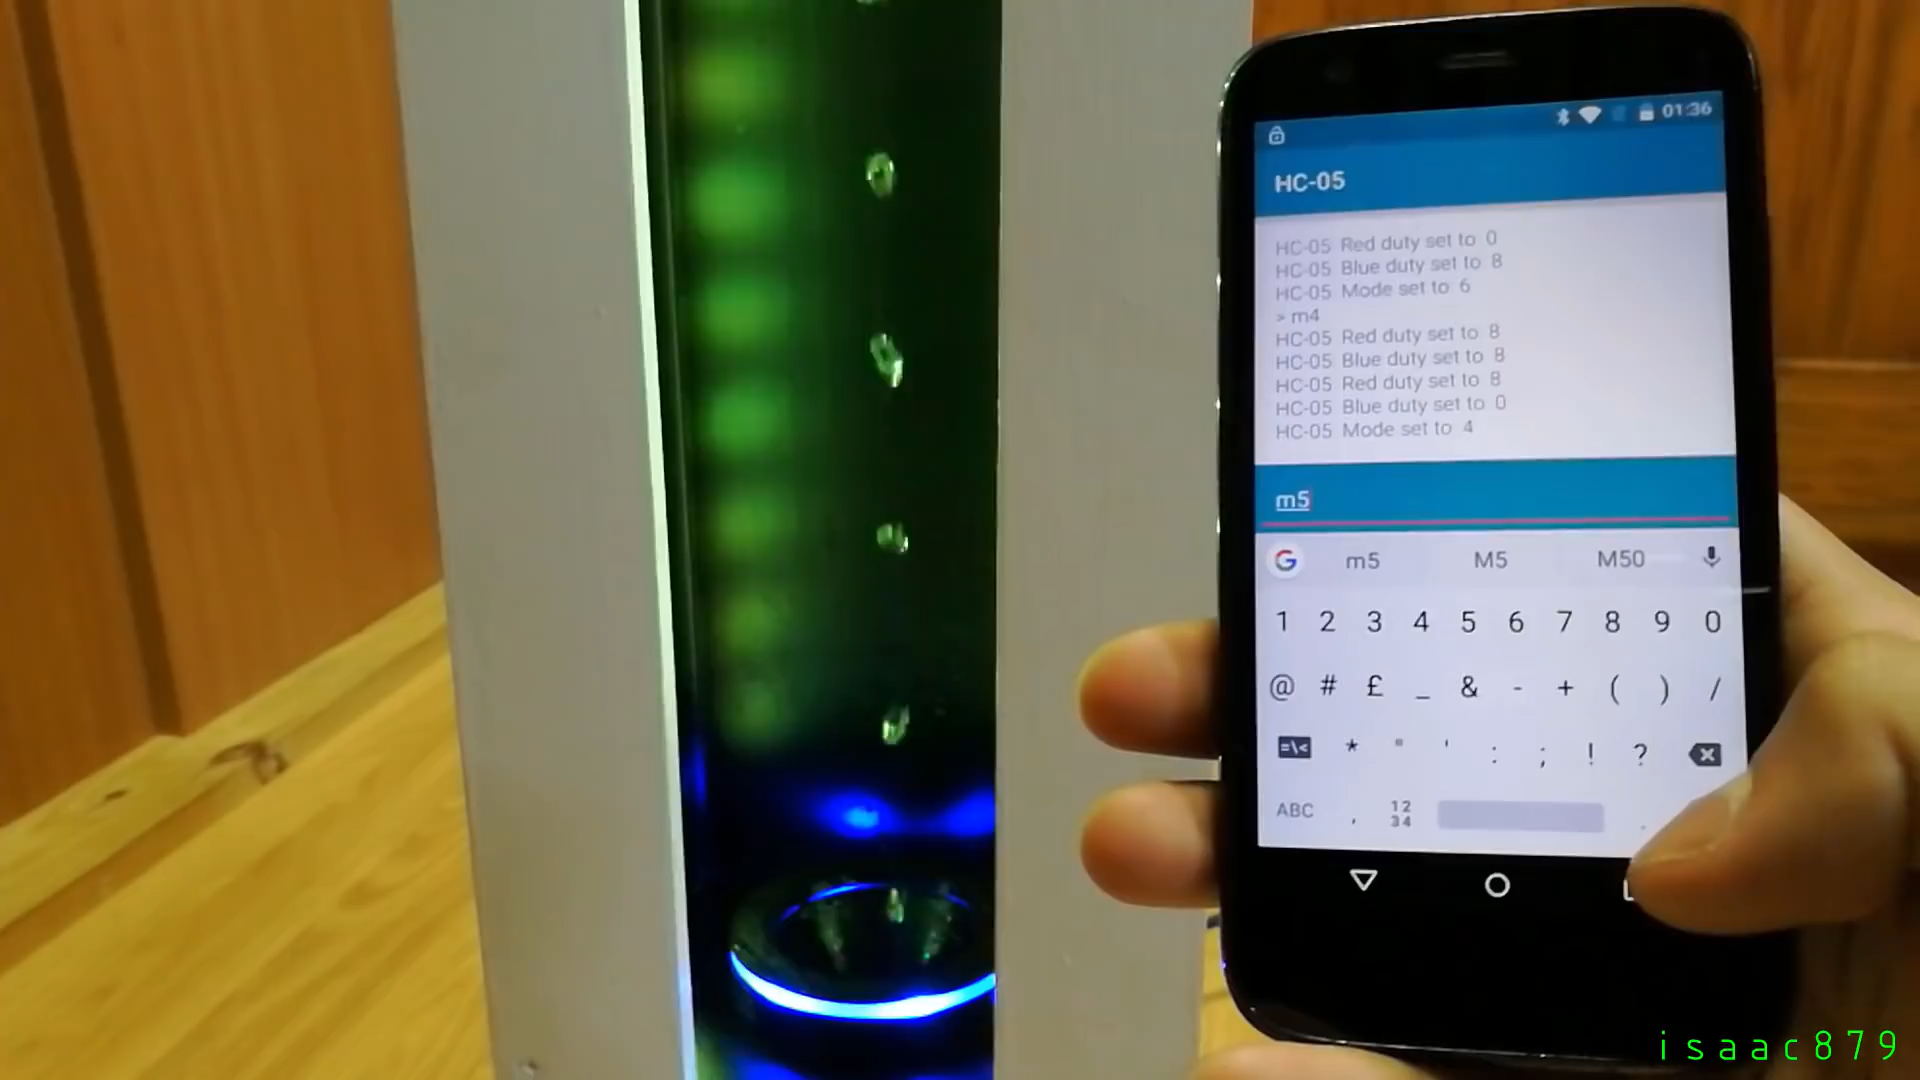 01:36
HC-05
HC-05 Red duty set to 0
HC-05 Blue duty set to 8
HC-05 Mode set to 6
> m4
HC-05 Red duty set to 8
HC-05 Blue duty set to 8
HC-05 Red duty set to 8
HC-05 Blue duty set to 0
HC-05 Mode set to 4
m5
G m5 M5 M50
1 2 3 4 5 6 7 8 9 0
@ # £ _ & - + ( ) /
=\< * " ' : ; ! ?
ABC , 12 34 .
isaac879